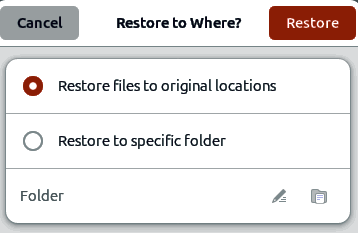 Cancel Restore to Where? Restore
Restore files to original locations
Restore to specific folder
Folder